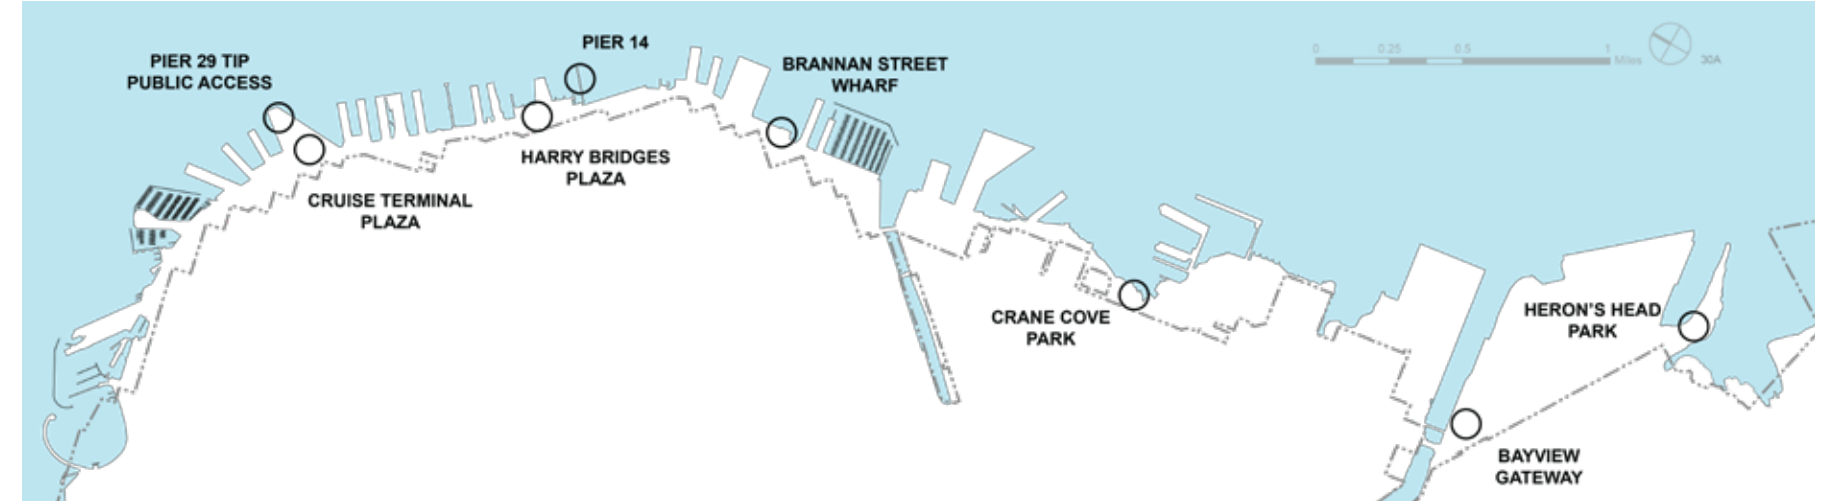 PIER 29 TIP
PUBLIC ACCESS
PIER 14
BRANNAN STREET
WHARF
0 0.25 0 5 1
Miles
30A
HARRY BRIDGES
PLAZA
CRUISE TERMINAL
PLAZA
CRANE COVE
PARK
HERON'S HEAD
PARK
BAYVIEW
GATEWAY